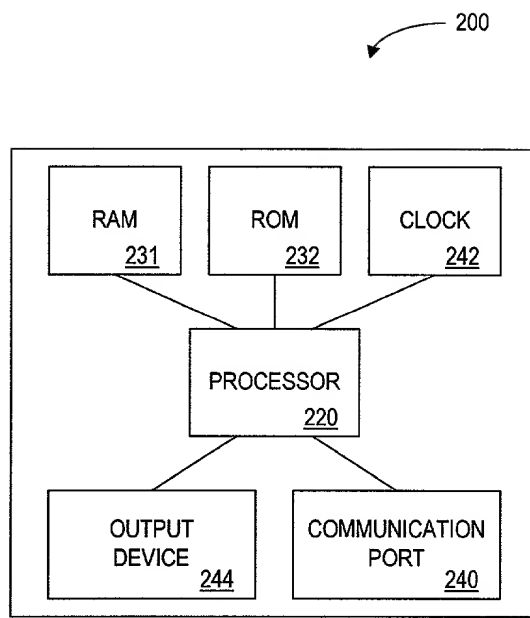 200
RAM
231
ROM
232
CLOCK
242
PROCESSOR
220
OUTPUT
DEVICE
244
COMMUNICATION
PORT
240